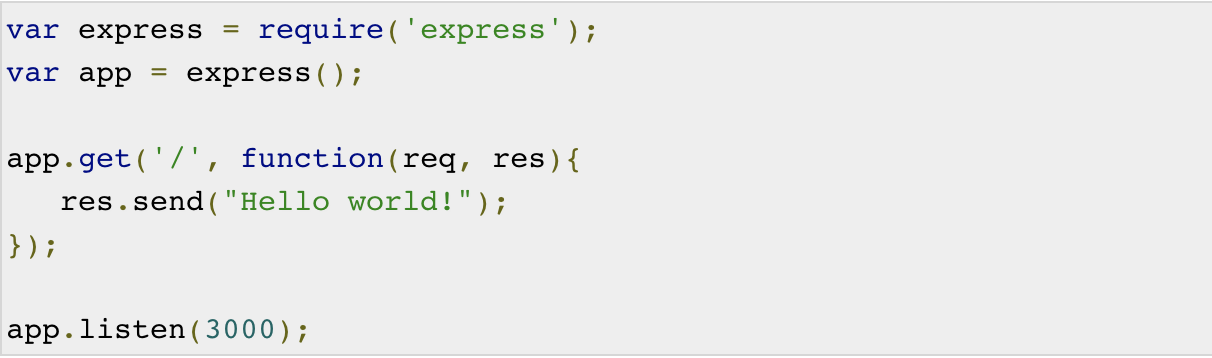 var express = require('express');
var app = express();
app.get('/', function(req, res){
   res.send("Hello world!");
});
app.listen(3000);